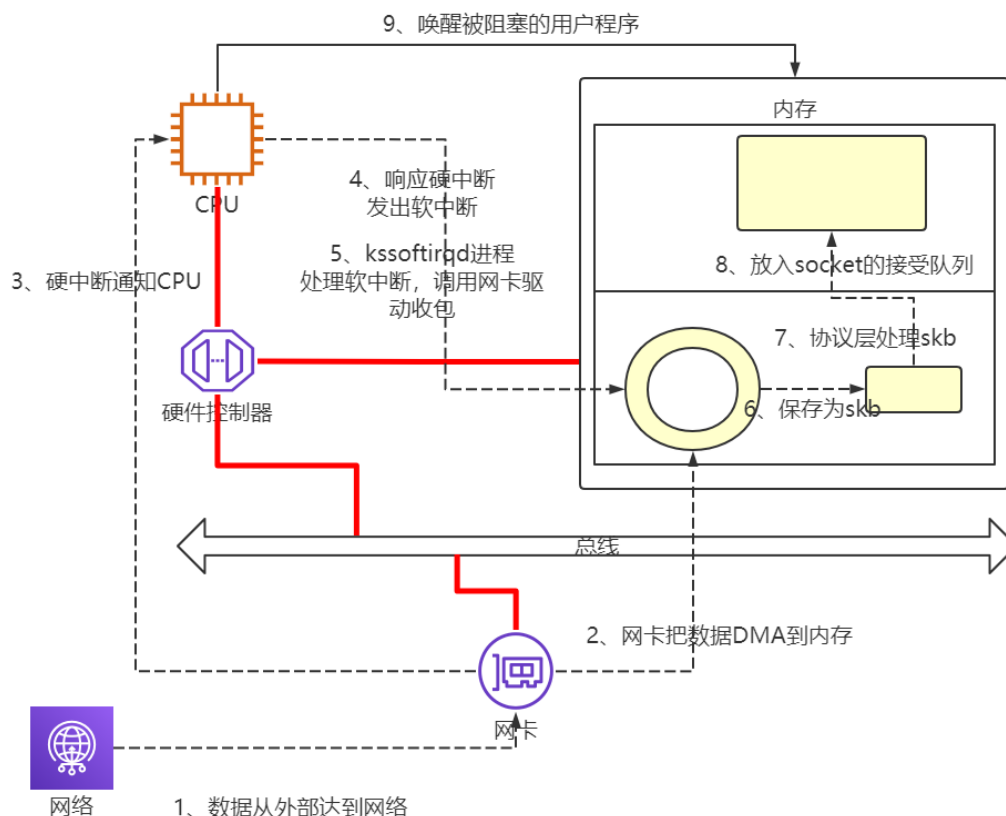 9、唤醒被阻塞的用户程序
内存
CPU
4、响应硬中断
发出软中断
3、硬中断通知CPU
5、kssoftirqd进程
处理软中断，调用网卡驱
动收包
8、放入socket的接受队列
7、协议层处理skb
6、保存为skb
硬件控制器
总线
2、网卡把数据DMA到内存
网卡
网络
1、数据从外部达到网络